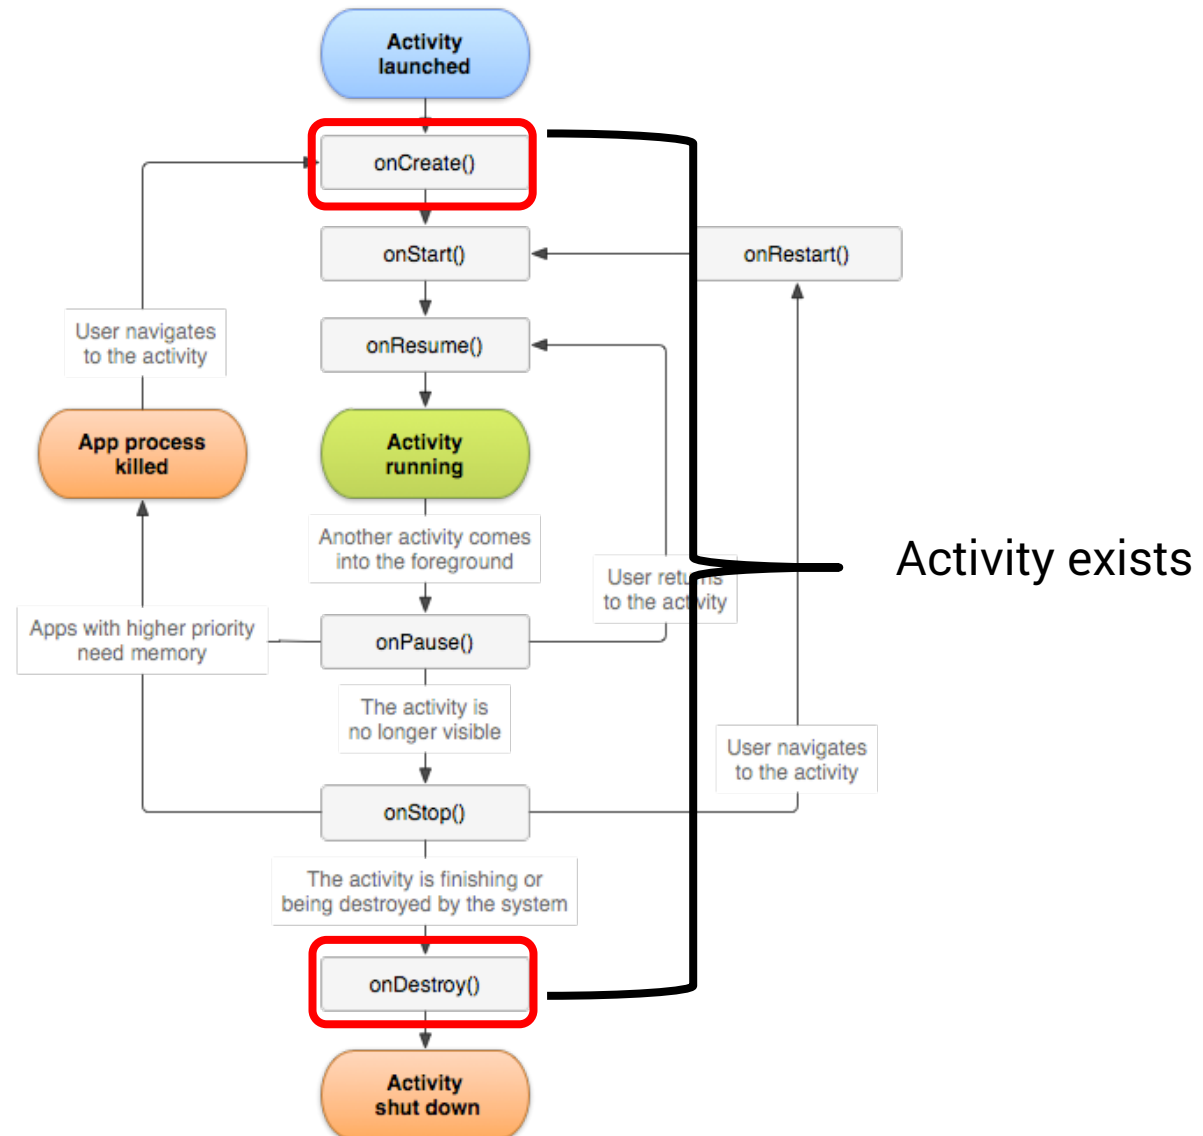 Activity
launched
onCreate()
onStart()
onRestart()
onResume()
User navigates
to the activity
App process
killed
Activity
running
Another activity comes
into the foreground
Activity exists
User returns
to the activity
Apps with higher priority
need memory
onPause()
The activity is
no longer visible
User navigates
to the activity
onStop()
The activity is finishing or
being destroyed by the system
onDestroy()
Activity
shut down